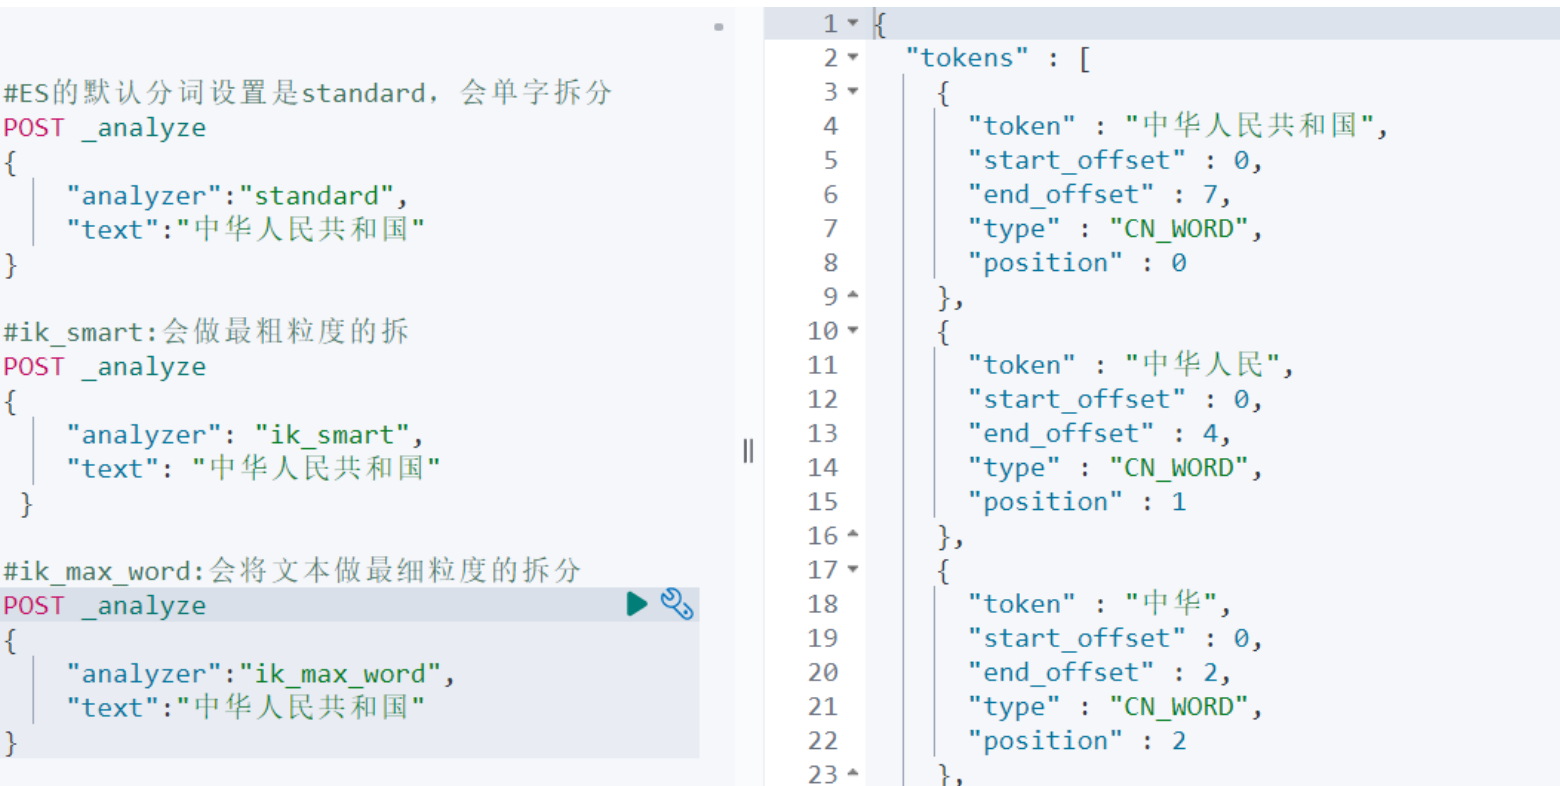 #ES的默认分词设置是standard，会单字拆分
POST _analyze
{
    "analyzer":"standard",
    "text":"中华人民共和国"
}
#ik_smart:会做最粗粒度的拆
POST _analyze
{
    "analyzer": "ik_smart",
    "text": "中华人民共和国"
 }
#ik_max_word:会将文本做最细粒度的拆分
POST _analyze
{
    "analyzer":"ik_max_word",
    "text":"中华人民共和国"
}
1 {
2   "tokens" : [
3     {
4       "token" : "中华人民共和国",
5       "start_offset" : 0,
6       "end_offset" : 7,
7       "type" : "CN_WORD",
8       "position" : 0
9     },
10     {
11       "token" : "中华人民",
12       "start_offset" : 0,
13       "end_offset" : 4,
14       "type" : "CN_WORD",
15       "position" : 1
16     },
17     {
18       "token" : "中华",
19       "start_offset" : 0,
20       "end_offset" : 2,
21       "type" : "CN_WORD",
22       "position" : 2
23     },